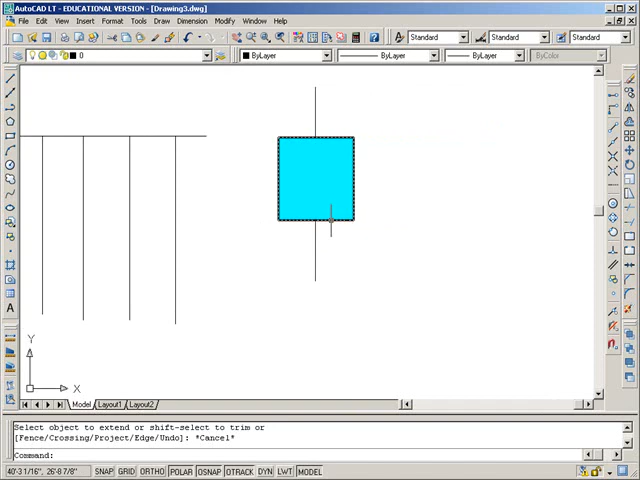 AutoCAD LT - EDUCATIONAL VERSION - [Drawing3.dwg]
File Edit View Insert Format Tools Draw Dimension Modify Window Help
Standard Standard Standard
0 ByLayer ByLayer ByLayer ByColor
A
Y
X
Model Layout1 Layout2
Select object to extend or shift-select to trim or
[Fence/Crossing/Project/Edge/Undo]: *Cancel*
Command:
40'-3 1/16", 26'-8 7/8" SNAP GRID ORTHO POLAR OSNAP OTRACK DYN LWT MODEL